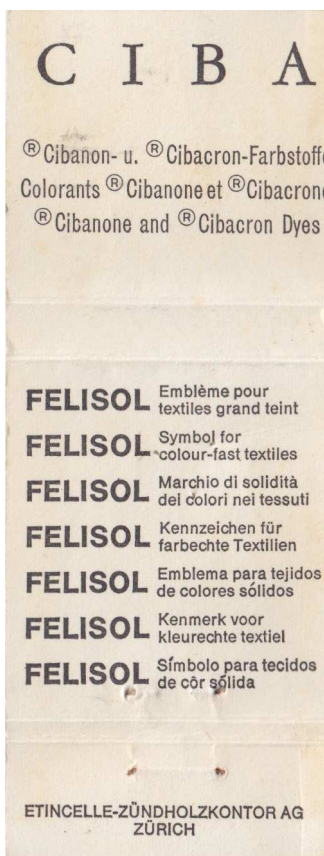 CIBA
®Cibanon- u. ®Cibacron-Farbstoffe
Colorants ®Cibanone et ®Cibacrone
®Cibanone and ®Cibacron Dyes
FELISOL Emblème pour
textiles grand teint
FELISOL Symbol for
colour-fast textiles
FELISOL Marchio di solidità
dei colori nei tessuti
FELISOL Kennzeichen für
farbechte Textilien
FELISOL Emblema para tejidos
de colores sólidos
FELISOL Kenmerk voor
kleurechte textiel
FELISOL Símbolo para tecidos
de côr sólida
ETINCELLE-ZÜNDHOLZKONTOR AG
ZÜRICH